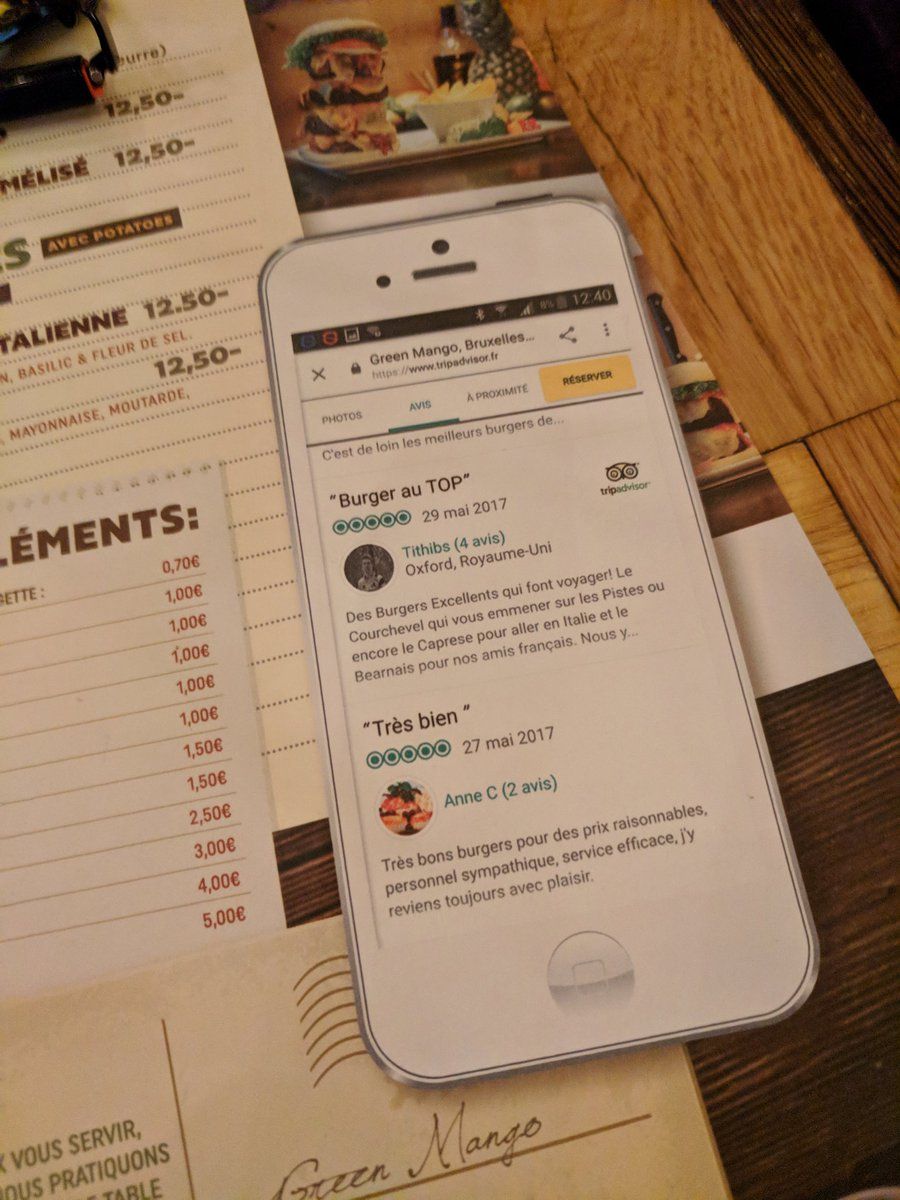 12,50-
MÉLISÉ 12,50-
AVEC POTATOES
12.50-
N, BASILIC & FLEUR DE SEL
12,50-
, MAYONNAISE, MOUTARDE,
LÉMENTS:
0,70€
1,00€
1,00€
1,00€
1,00€
1,00€
1,50€
1,50€
2,50€
3,00€
4,00€
5,00€
8% 12:40
Green Mango, Bruxelles...
https://www.tripadvisor.fr
PHOTOS
AVIS
À PROXIMITÉ
RÉSERVER
C'est de loin les meilleurs burgers de...
“Burger au TOP”
29 mai 2017
tripadvisor
Tithibs (4 avis)
Oxford, Royaume-Uni
Des Burgers Excellents qui font voyager! Le
Courchevel qui vous emmener sur les Pistes ou
encore le Caprese pour aller en Italie et le
Bearnais pour nos amis français. Nous y...
“Très bien ”
27 mai 2017
Anne C (2 avis)
Très bons burgers pour des prix raisonnables,
personnel sympathique, service efficace, j'y
reviens toujours avec plaisir.
VOUS SERVIR,
NOUS PRATIQUONS
TABLE
Green Mango